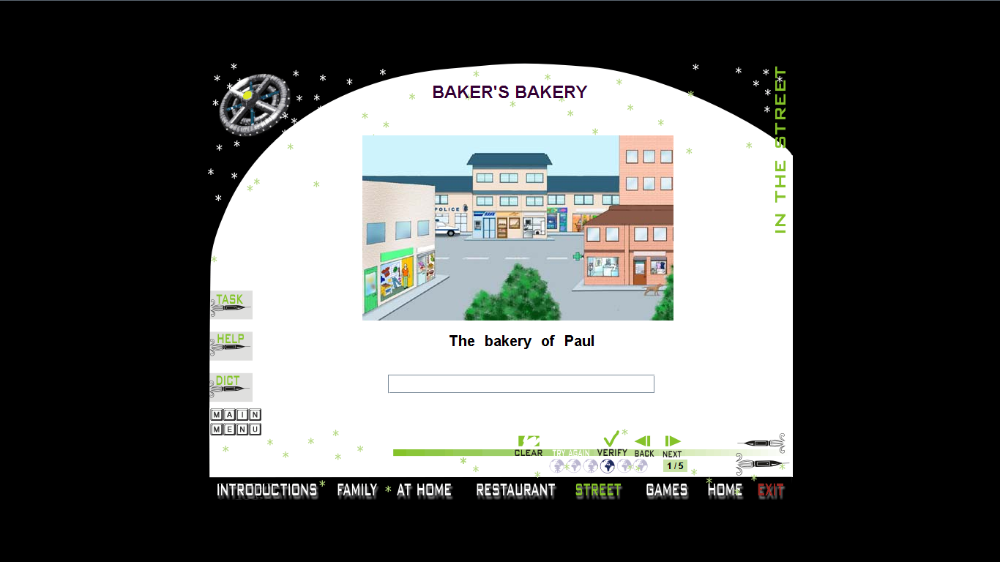 BAKER'S BAKERY
IN THE STREET
POLICE
BANK
The bakery of Paul
TASK
HELP
DICT
MAIN
MENU
CLEAR
TRY AGAIN
VERIFY
BACK
NEXT
1 / 5
INTRODUCTIONS
FAMILY
AT HOME
RESTAURANT
STREET
GAMES
HOME
EXIT